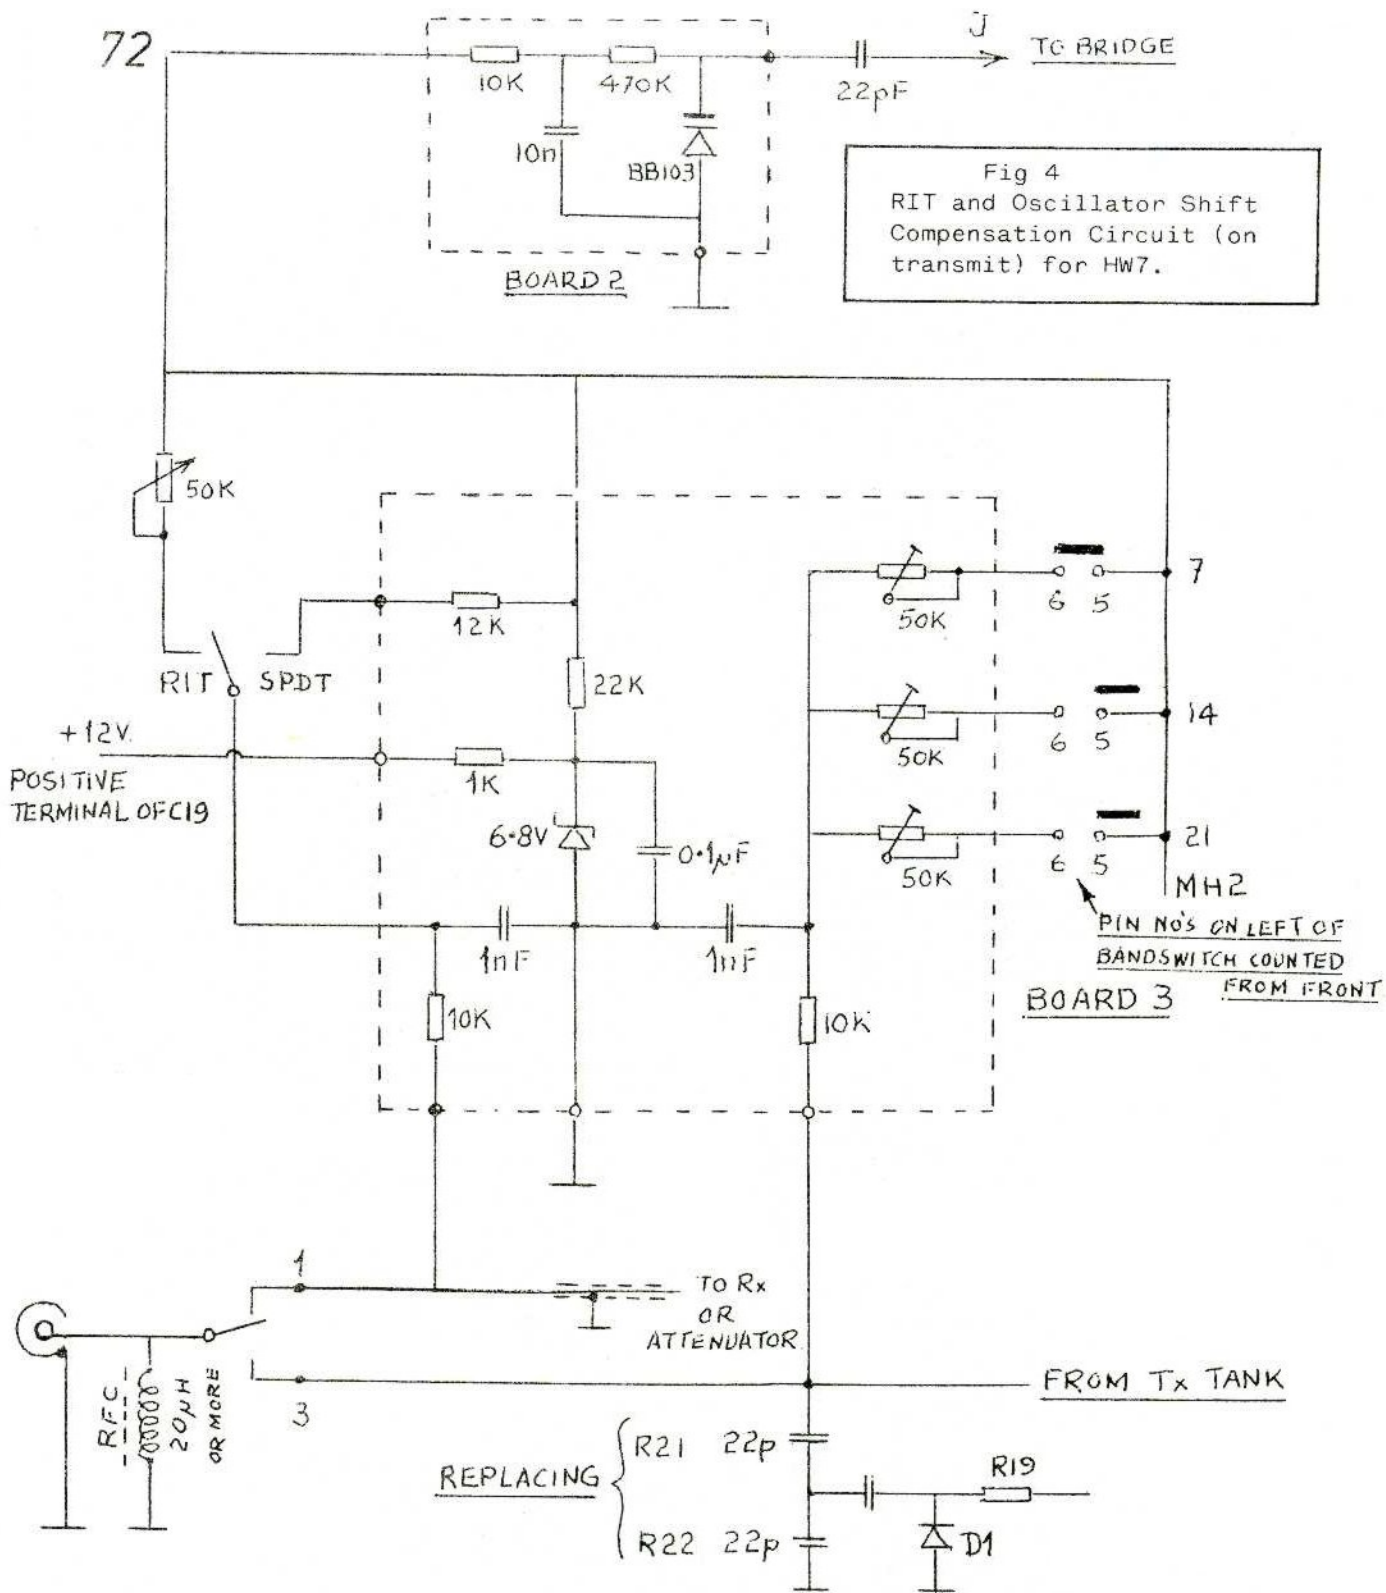 72
J
TO BRIDGE
10K
470K
22pF
10n
BB103
BOARD 2
Fig 4
RIT and Oscillator Shift
Compensation Circuit (on
transmit) for HW7.
50K
12K
RIT
SPDT
22K
+12V.
POSITIVE
TERMINAL OF C19
1K
6.8V
0.1µF
1nF
1nF
10K
10K
50K
6 5
7
50K
6 5
14
50K
6 5
21
MH2
PIN NO'S ON LEFT OF
BANDSWITCH COUNTED
FROM FRONT
BOARD 3
1
TO Rx
OR
ATTENUATOR
RFC
20µH
OR MORE
3
FROM Tx TANK
REPLACING
R21 22p
R22 22p
R19
D1